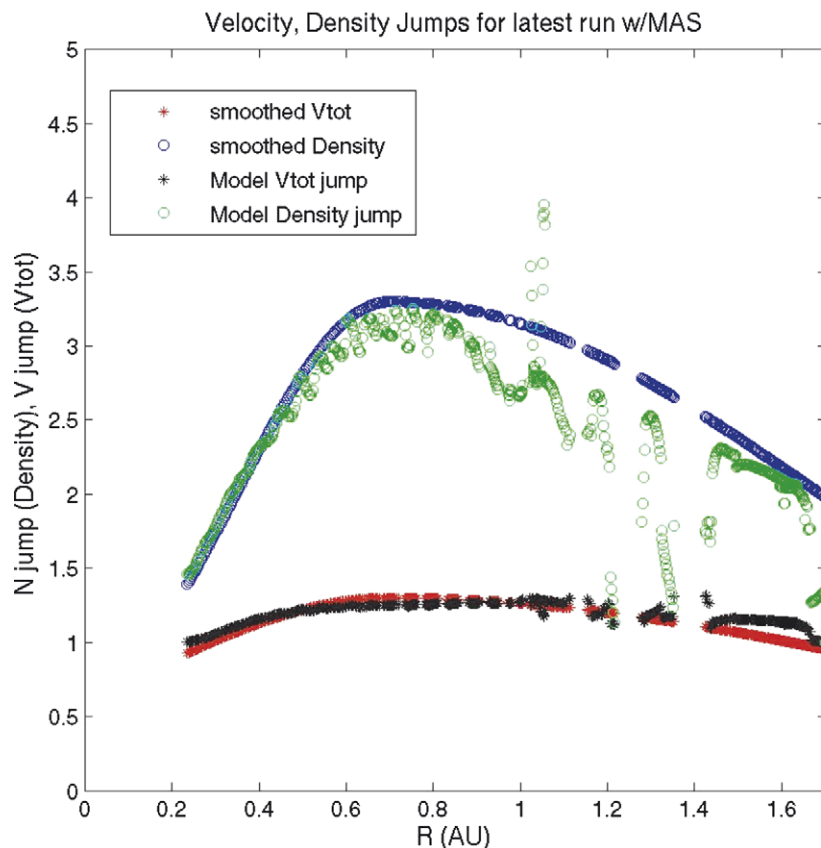 Velocity, Density Jumps for latest run w/MAS
smoothed Vtot
smoothed Density
Model Vtot jump
Model Density jump
N jump (Density), V jump (Vtot)
5
4.5
4
3.5
3
2.5
2
1.5
1
0.5
0
0 0.2 0.4 0.6 0.8 1 1.2 1.4 1.6
R (AU)